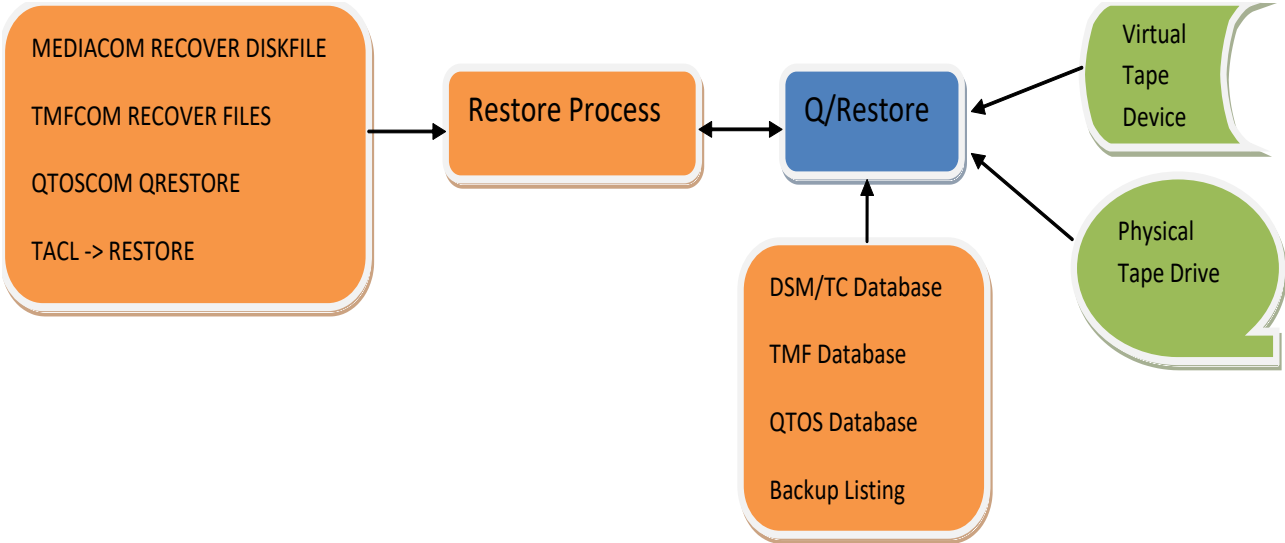 MEDIACOM RECOVER DISKFILE
TMFCOM RECOVER FILES
QTOSCOM QRESTORE
TACL -> RESTORE
Restore Process
Q/Restore
Virtual
Tape
Device
Physical
Tape Drive
DSM/TC Database
TMF Database
QTOS Database
Backup Listing